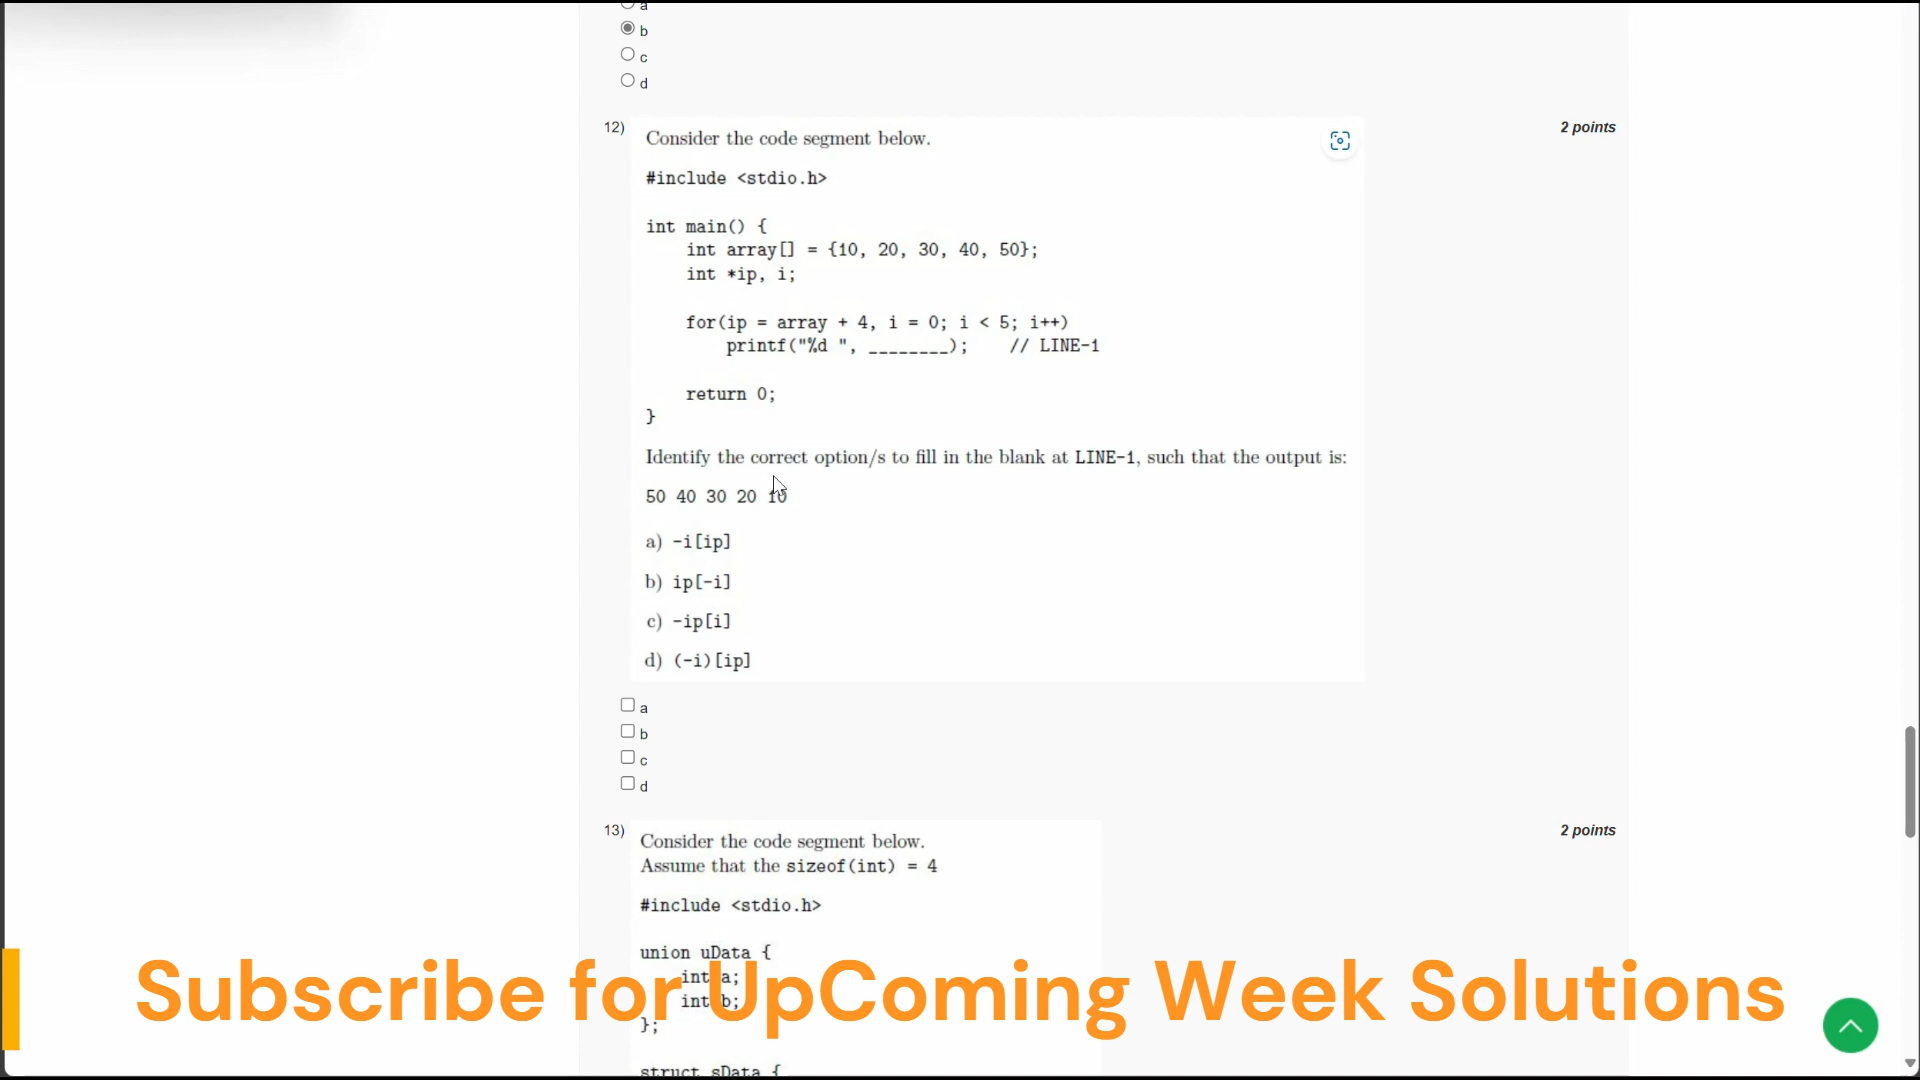 a
b
c
d
12)
2 points
Consider the code segment below.
#include <stdio.h>
int main() {
int array[] = {10, 20, 30, 40, 50};
int *ip, i;
for(ip = array + 4, i = 0; i < 5; i++)
printf("%d ", ________); // LINE-1
return 0;
}
Identify the correct option/s to fill in the blank at LINE-1, such that the output is:
50 40 30 20 10
a) -i[ip]
b) ip[-i]
c) -ip[i]
d) (-i)[ip]
a
b
c
d
13)
2 points
Consider the code segment below.
Assume that the sizeof(int) = 4
#include <stdio.h>
union uData {
int a;
int b;
};
struct sData {
Subscribe for UpComing Week Solutions